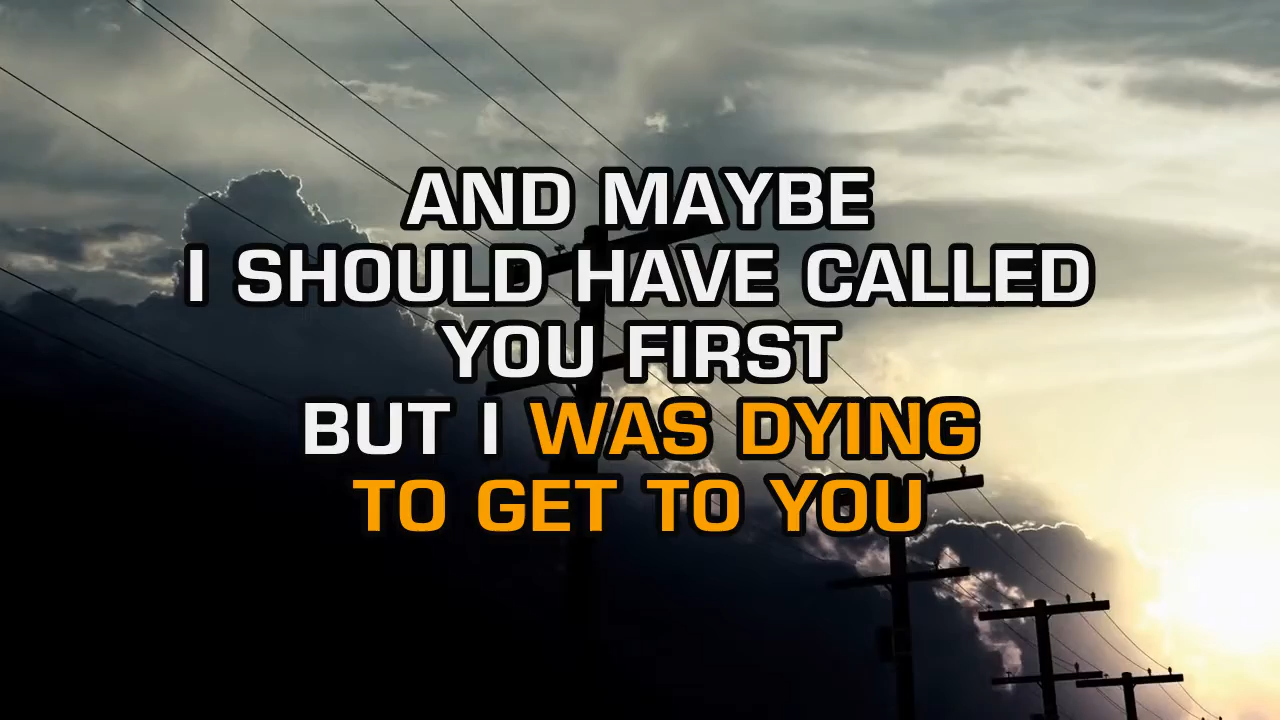 AND MAYBE
I SHOULD HAVE CALLED
YOU FIRST
BUT I WAS DYING
TO GET TO YOU